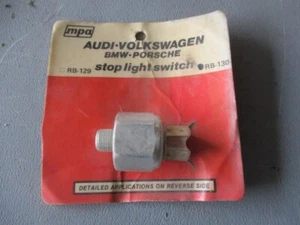 mpa
AUDI·VOLKSWAGEN
BMW·PORSCHE
RB-129 RB-130
stop light switch
DETAILED APPLICATIONS ON REVERSE SIDE